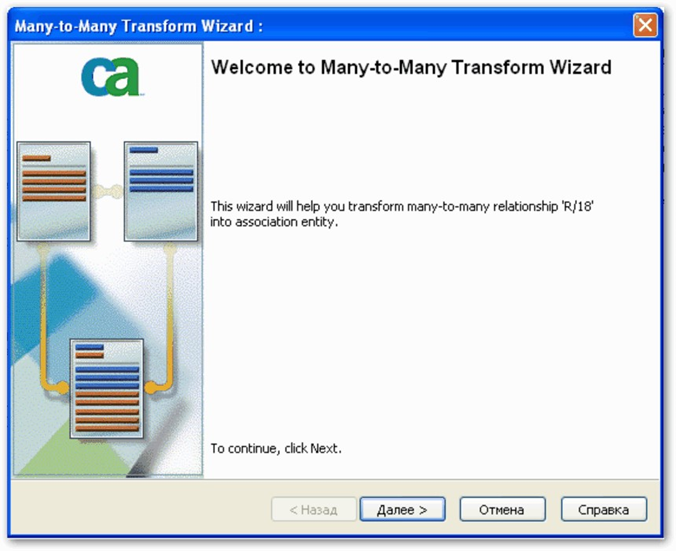 Many-to-Many Transform Wizard :
ca
Welcome to Many-to-Many Transform Wizard
This wizard will help you transform many-to-many relationship 'R/18'
into association entity.
To continue, click Next.
< Назад
Далее >
Отмена
Справка